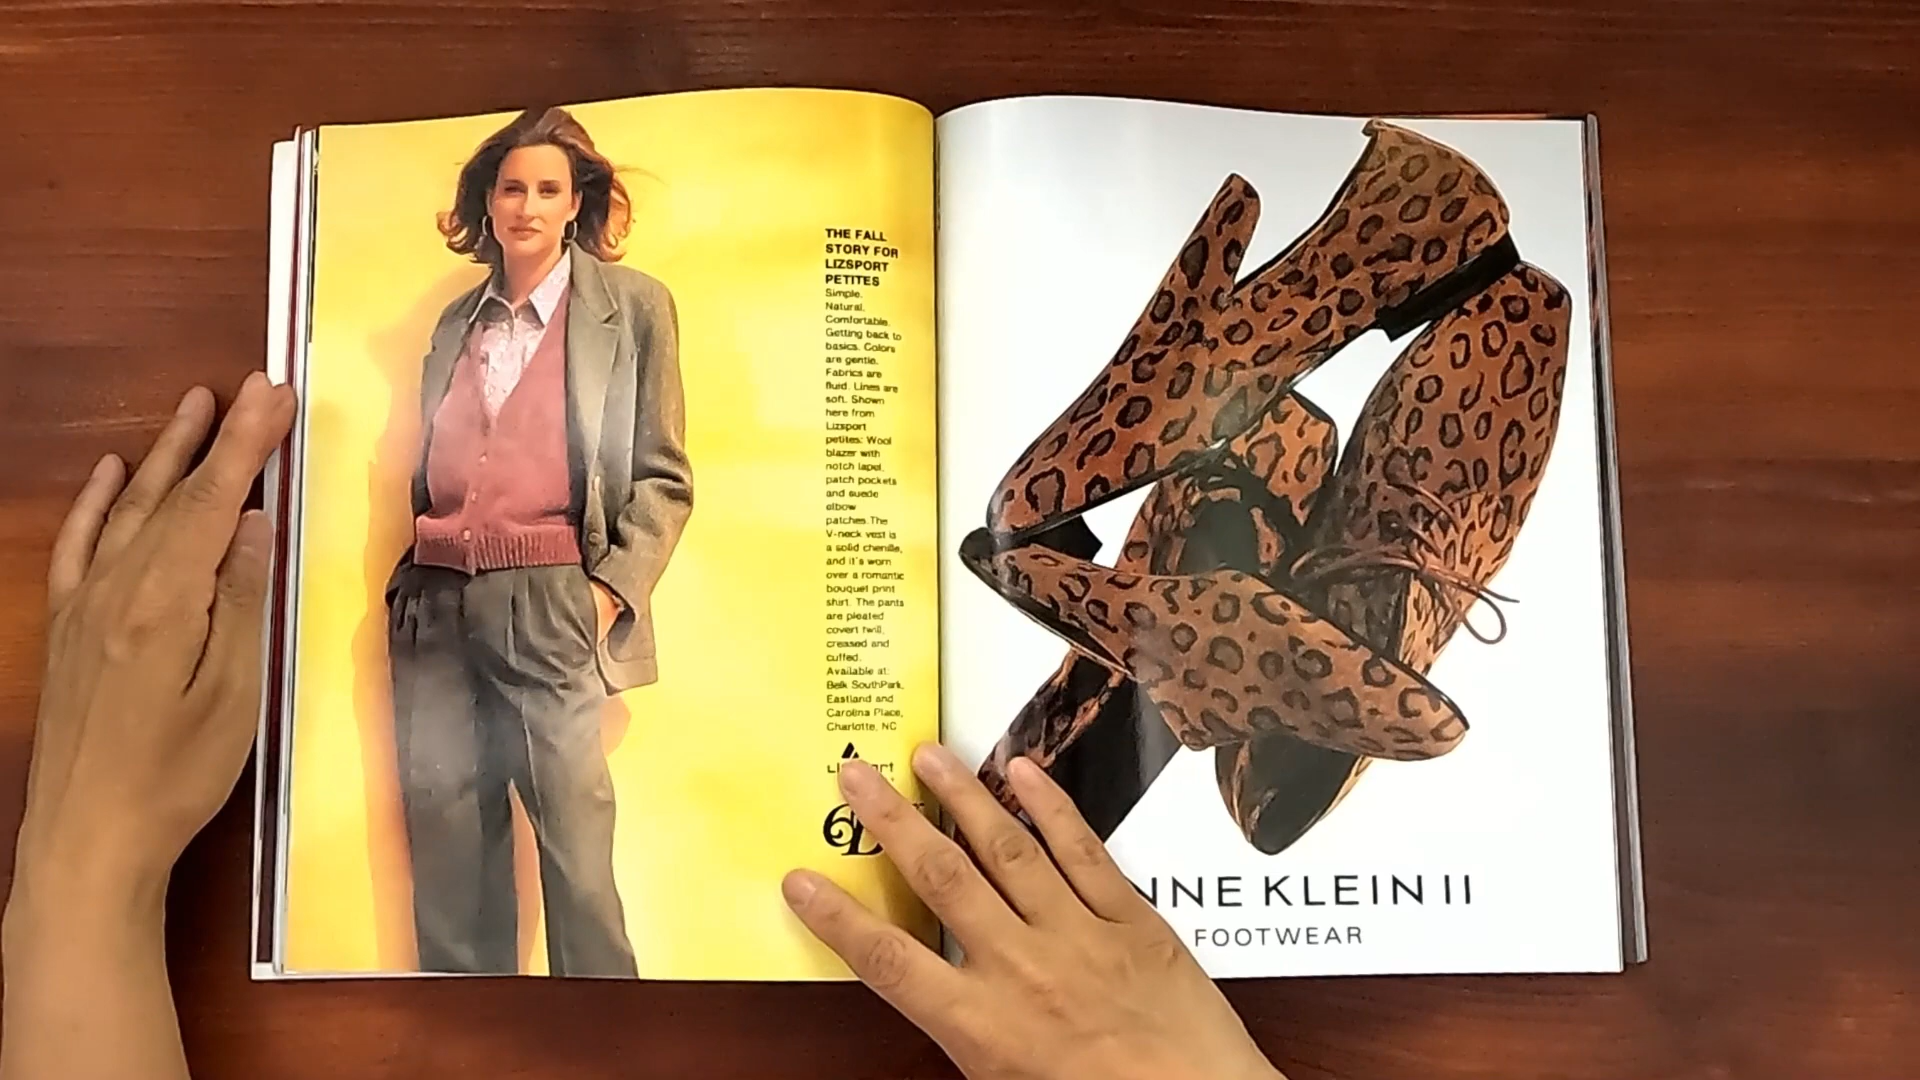 THE FALL
STORY FOR
LIZSPORT
PETITES
Simple.
Natural.
Comfortable.
Getting back to
basics. Colors
are gentle.
Fabrics are
fluid. Lines are
soft. Shown
here from
Lizsport
petites: Wool
blazer with
notch lapel,
patch pockets
and suede
elbow
patches. The
V-neck vest is
a solid chenille,
and it's worn
over a romantic
bouquet print
shirt. The pants
are pleated
covert twill,
creased and
cuffed.
Available at:
Belk SouthPark,
Eastland and
Carolina Place,
Charlotte, NC
NNE KLEIN II
FOOTWEAR